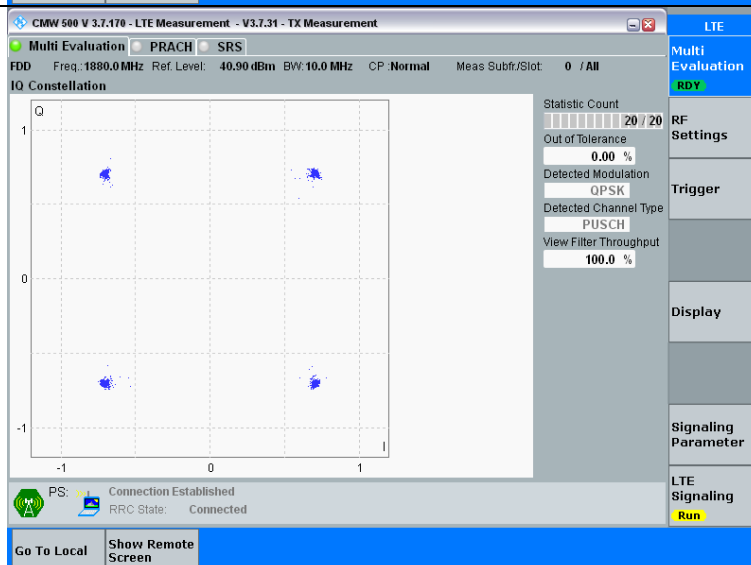 CMW 500 V 3.7.170 - LTE Measurement - V3.7.31 - TX Measurement
LTE
Multi Evaluation PRACH SRS
Multi
Evaluation
RDY
FDD Freq.:1880.0 MHz Ref. Level: 40.90 dBm BW:10.0 MHz CP :Normal Meas Subfr./Slot: 0 / All
IQ Constellation
Q
1
0
-1
-1 0 1
I
Statistic Count
20 / 20
Out of Tolerance
0.00 %
Detected Modulation
QPSK
Detected Channel Type
PUSCH
View Filter Throughput
100.0 %
RF
Settings
Trigger
Display
Signaling
Parameter
LTE
Signaling
Run
PS: Connection Established
RRC State: Connected
Go To Local
Show Remote
Screen